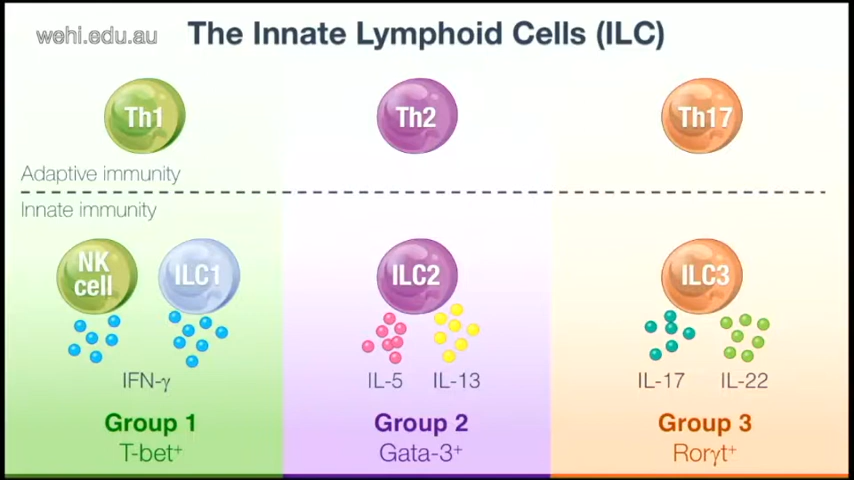 wehi.edu.au
The Innate Lymphoid Cells (ILC)
Th1
Th2
Th17
Adaptive immunity
Innate immunity
NK
cell
ILC1
ILC2
ILC3
IFN-γ
IL-5
IL-13
IL-17
IL-22
Group 1
Group 2
Group 3
T-bet⁺
Gata-3⁺
Rorγt⁺